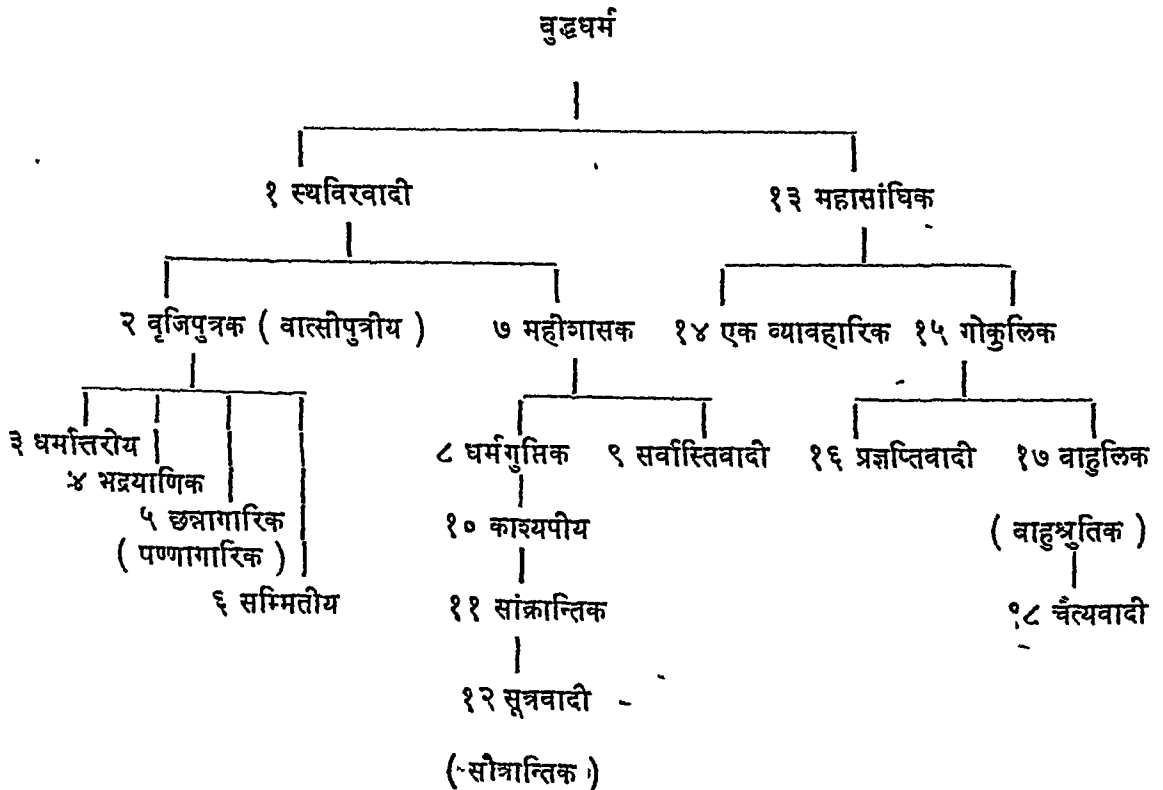 वुद्धधर्म
१ स्थविरवादी १३ महासांघिक
२ वृजिपुत्रक ( वात्सीपुत्रीय ) ७ महीशासक १४ एक व्यावहारिक १५ गोकुलिक
३ धर्मात्तरीय ८ धर्मगुप्तिक ९ सर्वास्तिवादी १६ प्रज्ञप्तिवादी १७ वाहुलिक
४ भद्रयाणिक
५ छन्नागारिक १० काश्यपीय ( वाहुश्रुतिक )
( पण्णागारिक )
६ सम्मितीय ११ सांक्रान्तिक १८ चैत्यवादी
१२ सूत्रवादी
( सौत्रान्तिक )